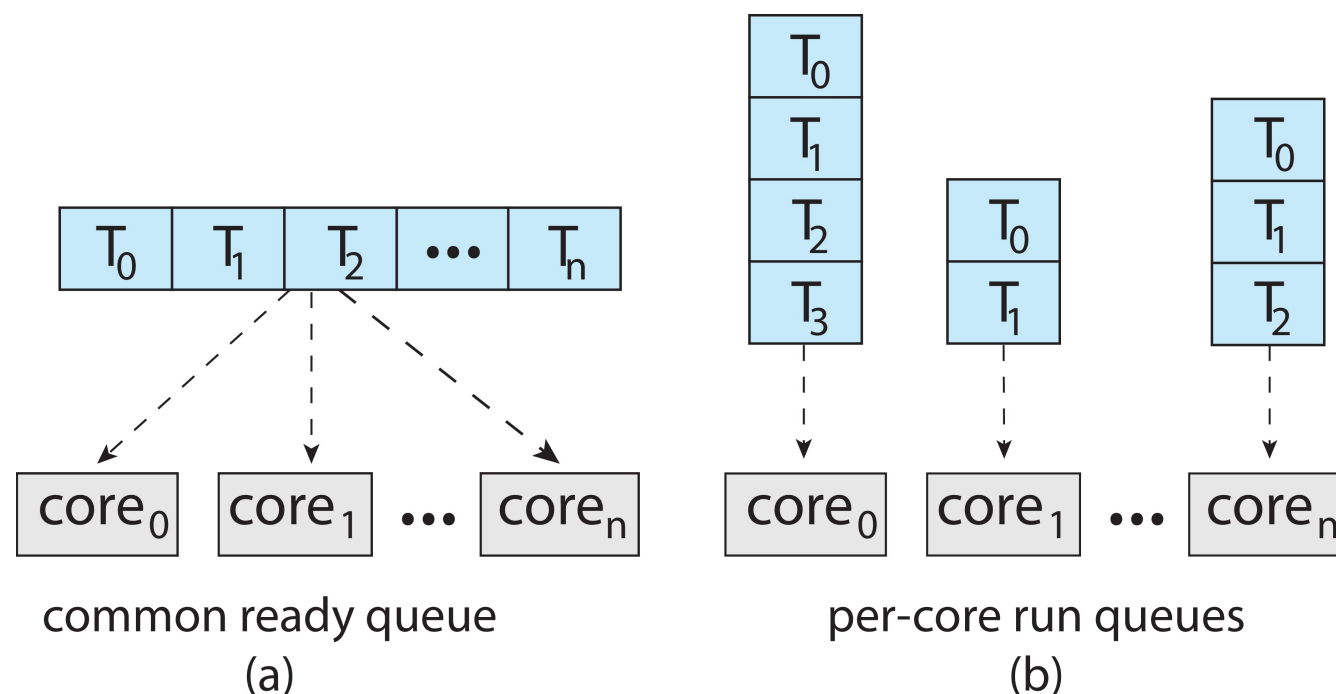 T0 T1 T2 ••• Tn
core0 core1 ••• coren
common ready queue
(a)
T0
T1
T2
T3
T0
T1
T0
T1
T2
core0 core1 ••• coren
per-core run queues
(b)